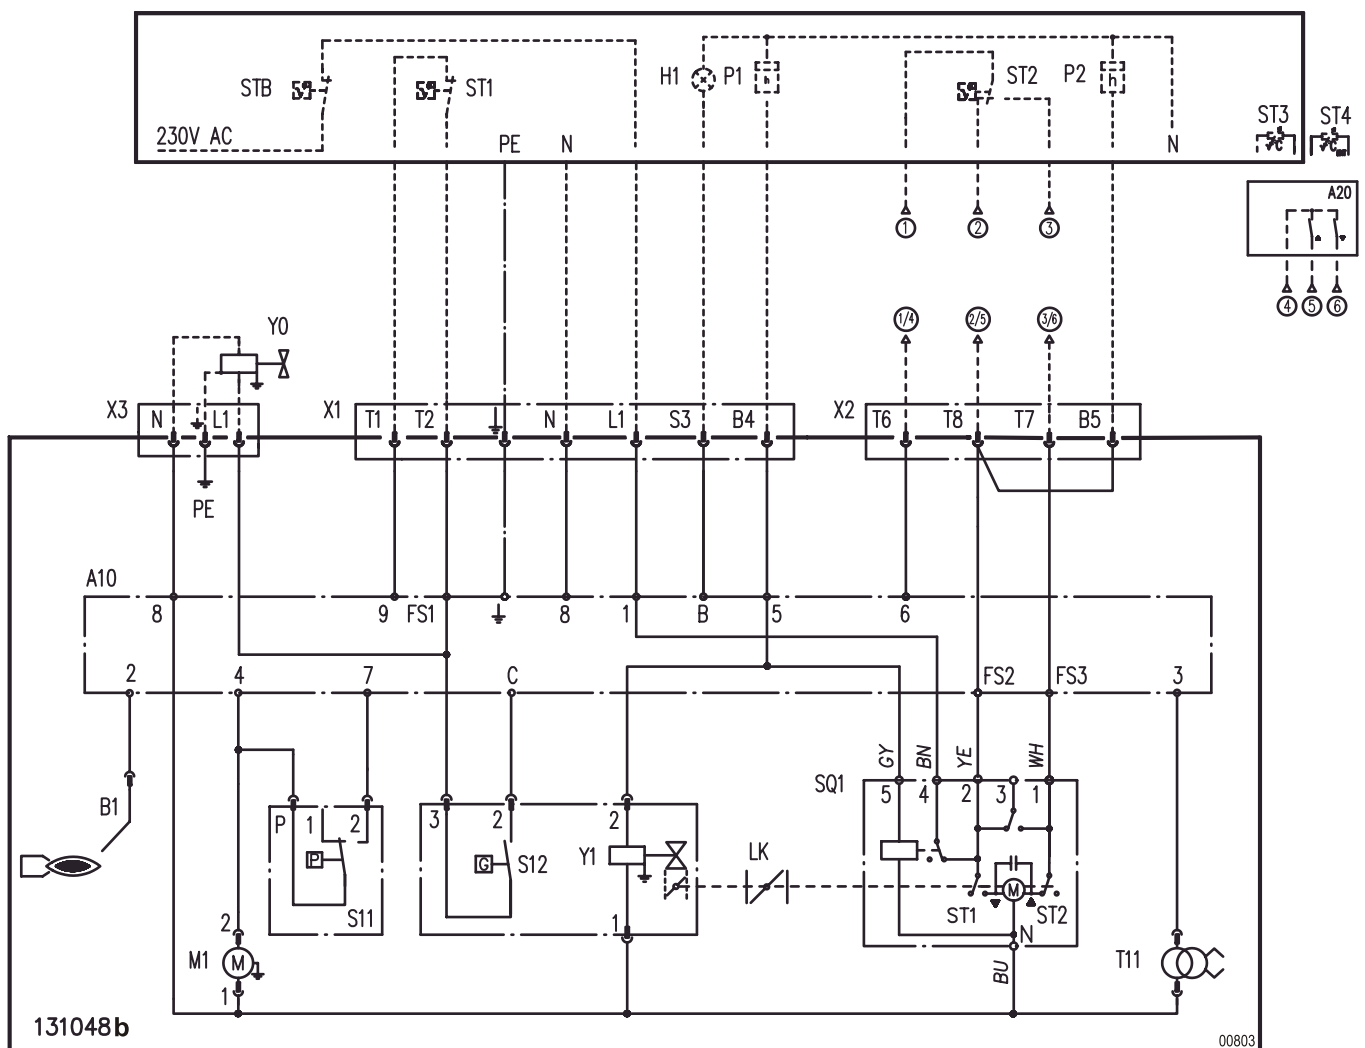 STB
ST1
H1
P1
h
ST2
P2
h
230V AC
PE
N
N
ST3
ST4
A20
1
2
3
4
5
6
1/4
2/5
3/6
Y0
X3
N
L1
X1
T1
T2
N
L1
S3
B4
X2
T6
T8
T7
B5
PE
A10
8
9
FS1
8
1
B
5
6
2
4
7
C
FS2
FS3
3
GY
BN
YE
WH
SQ1
5
4
2
3
1
B1
P
1
2
P
S11
3
2
G
S12
2
Y1
1
LK
M
ST1
ST2
N
BU
2
M1
M
1
T11
131048b
00803